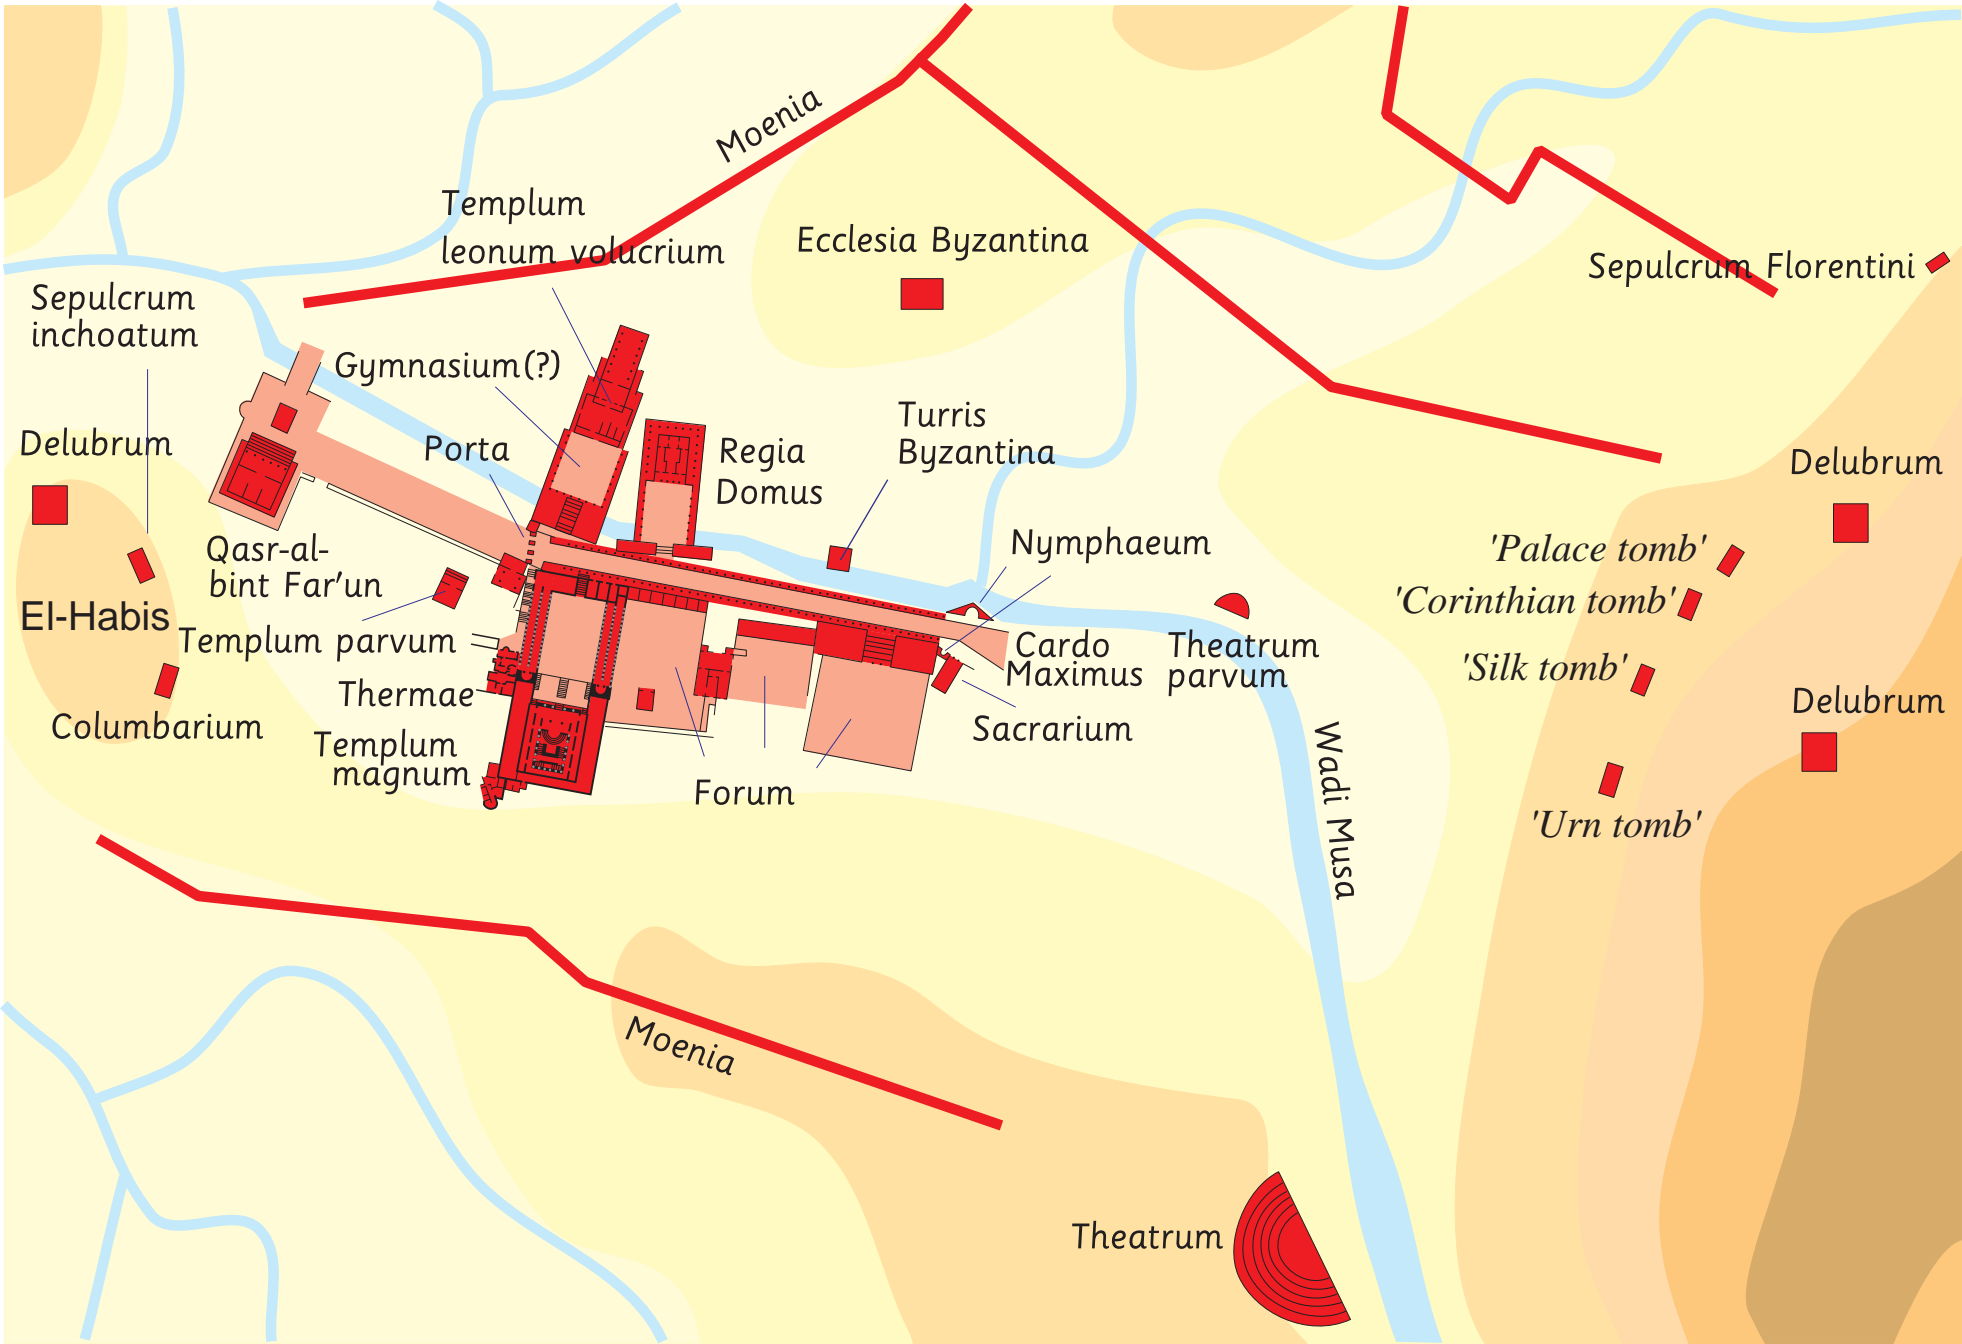 Moenia
Templum
leonum volucrium
Ecclesia Byzantina
Sepulcrum Florentini
Sepulcrum
inchoatum
Gymnasium(?)
Delubrum
Porta
Regia
Domus
Turris
Byzantina
Delubrum
Nymphaeum
'Palace tomb'
Qasr-al-
bint Far'un
'Corinthian tomb'
El-Habis
Templum parvum
Cardo
Maximus
Theatrum
parvum
'Silk tomb'
Thermae
Columbarium
Sacrarium
Delubrum
Templum
magnum
Forum
Wadi Musa
'Urn tomb'
Moenia
Theatrum